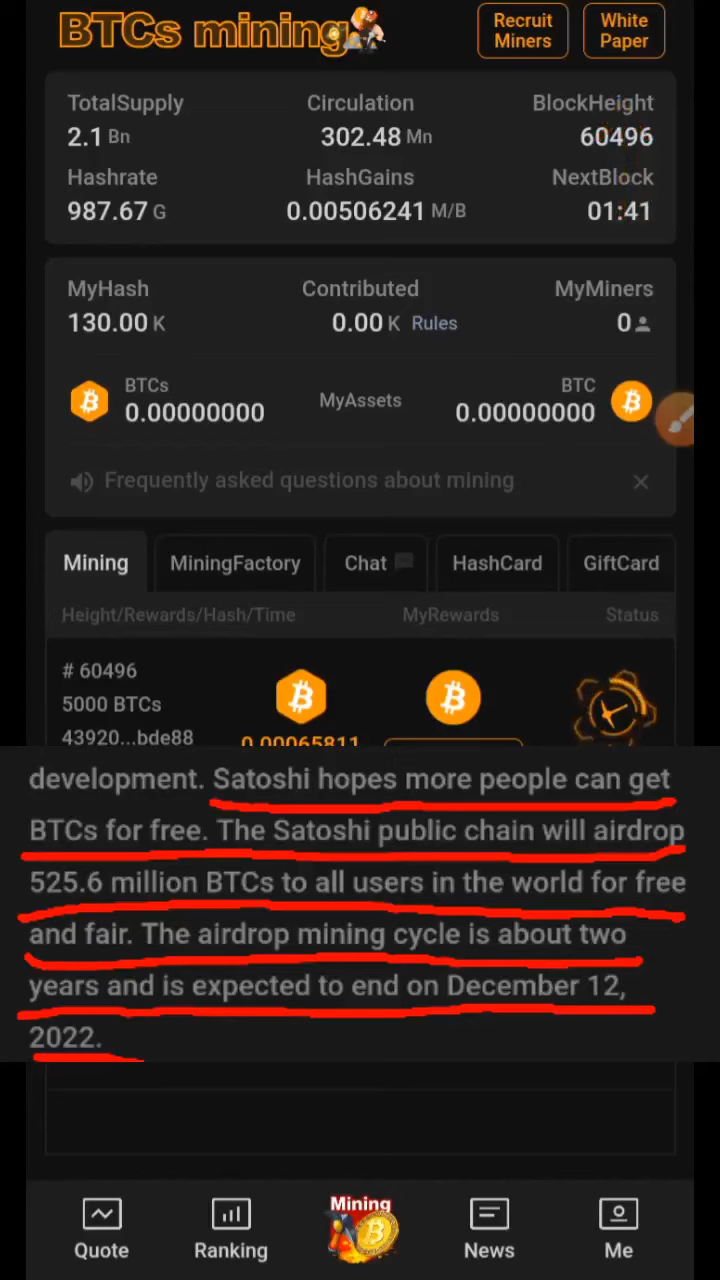 BTCs mining
Recruit Miners
White Paper
TotalSupply Circulation BlockHeight
2.1 Bn 302.48 Mn 60496
Hashrate HashGains NextBlock
987.67 G 0.00506241 M/B 01:41
MyHash Contributed MyMiners
130.00 K 0.00 K Rules 0
BTCs MyAssets BTC
0.00000000 0.00000000
Frequently asked questions about mining
Mining MiningFactory Chat HashCard GiftCard
Height/Rewards/Hash/Time MyRewards Status
# 60496
5000 BTCs
43920...bde88 0.00065811
development. Satoshi hopes more people can get
BTCs for free. The Satoshi public chain will airdrop
525.6 million BTCs to all users in the world for free
and fair. The airdrop mining cycle is about two
years and is expected to end on December 12,
2022.
Mining
Quote Ranking News Me